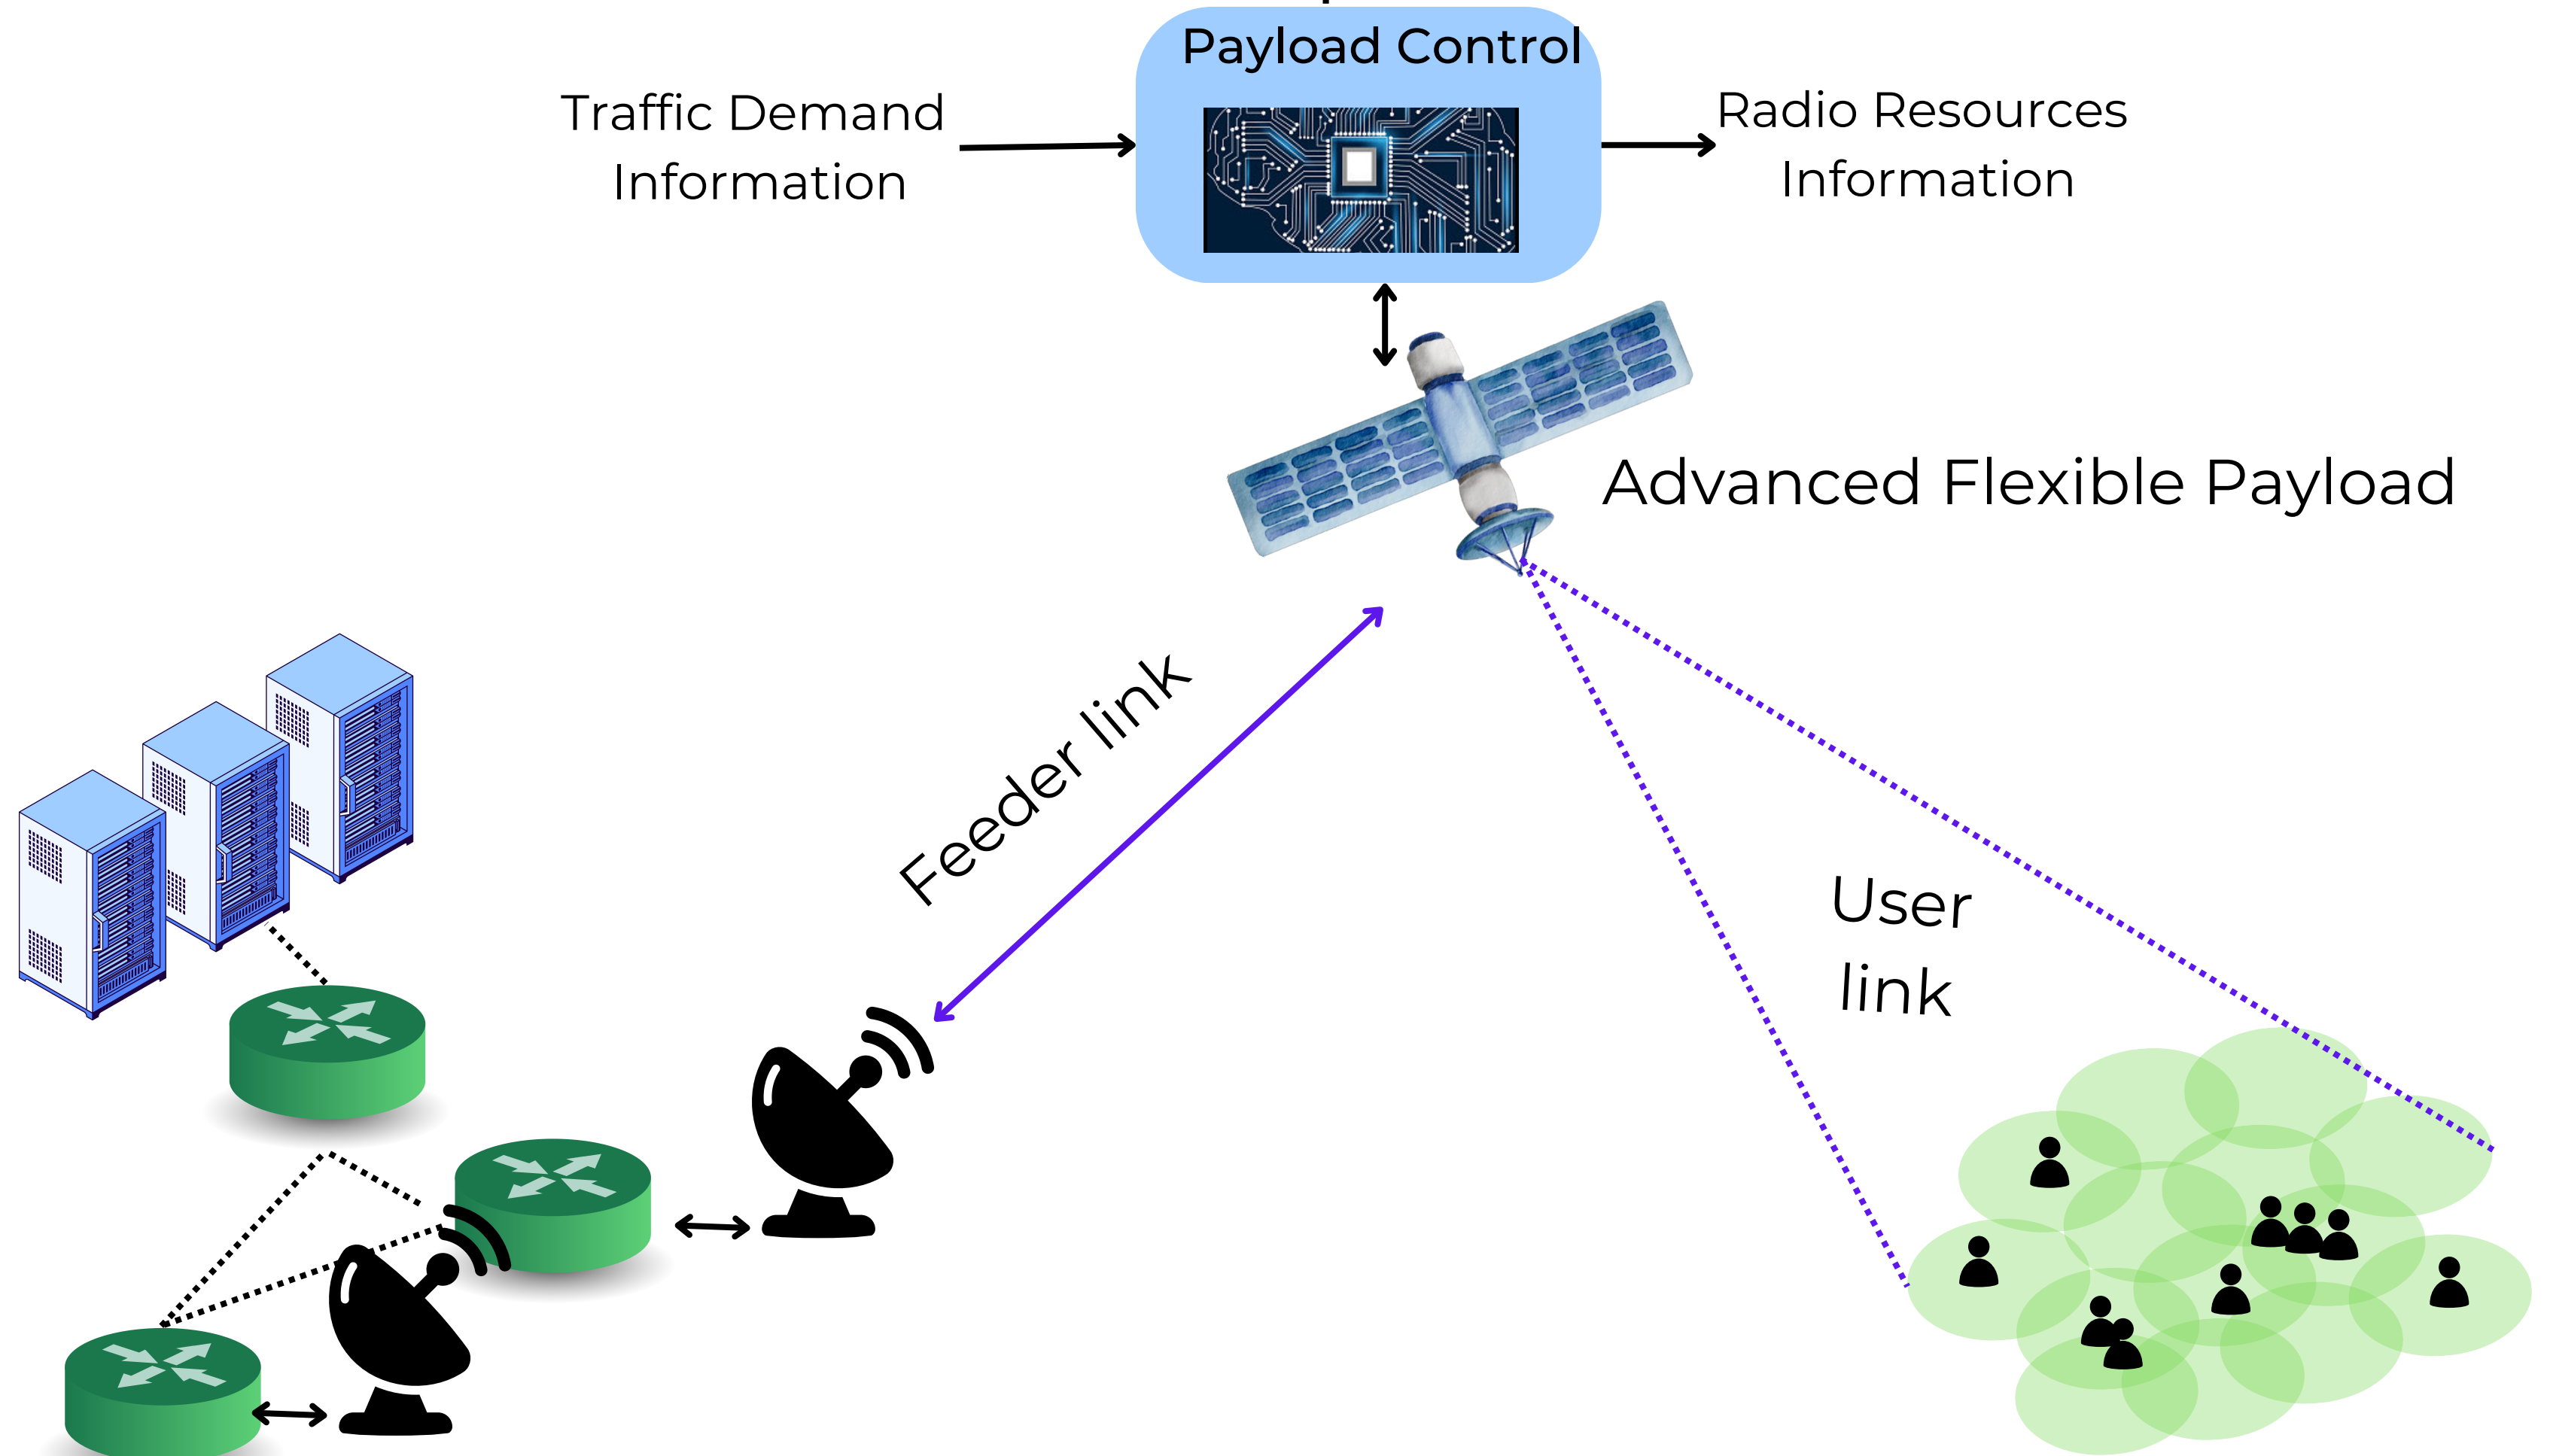 Payload Control
Traffic Demand
Information
Radio Resources
Information
Advanced Flexible Payload
Feeder link
User
link